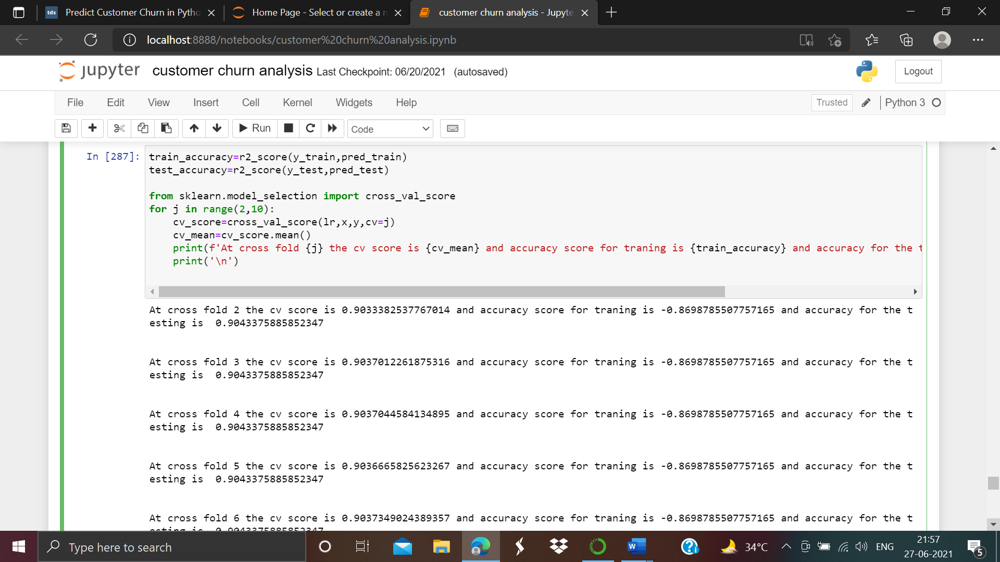 tds Predict Customer Churn in Pytho
Home Page - Select or create a n
customer churn analysis - Jupyte
localhost:8888/notebooks/customer%20churn%20analysis.ipynb
jupyter customer churn analysis Last Checkpoint: 06/20/2021 (autosaved)
Logout
File Edit View Insert Cell Kernel Widgets Help
Trusted Python 3
Run Code
In [287]: train_accuracy=r2_score(y_train,pred_train)
test_accuracy=r2_score(y_test,pred_test)
from sklearn.model_selection import cross_val_score
for j in range(2,10):
cv_score=cross_val_score(lr,x,y,cv=j)
cv_mean=cv_score.mean()
print(f'At cross fold {j} the cv score is {cv_mean} and accuracy score for traning is {train_accuracy} and accuracy for the t
print('\n')
At cross fold 2 the cv score is 0.9033382537767014 and accuracy score for traning is -0.8698785507757165 and accuracy for the t
esting is  0.9043375885852347
At cross fold 3 the cv score is 0.9037012261875316 and accuracy score for traning is -0.8698785507757165 and accuracy for the t
esting is  0.9043375885852347
At cross fold 4 the cv score is 0.9037044584134895 and accuracy score for traning is -0.8698785507757165 and accuracy for the t
esting is  0.9043375885852347
At cross fold 5 the cv score is 0.9036665825623267 and accuracy score for traning is -0.8698785507757165 and accuracy for the t
esting is  0.9043375885852347
At cross fold 6 the cv score is 0.9037349024389357 and accuracy score for traning is -0.8698785507757165 and accuracy for the t
esting is  0.9043375885852347
Type here to search
W
34°C
ENG
21:57
27-06-2021
5